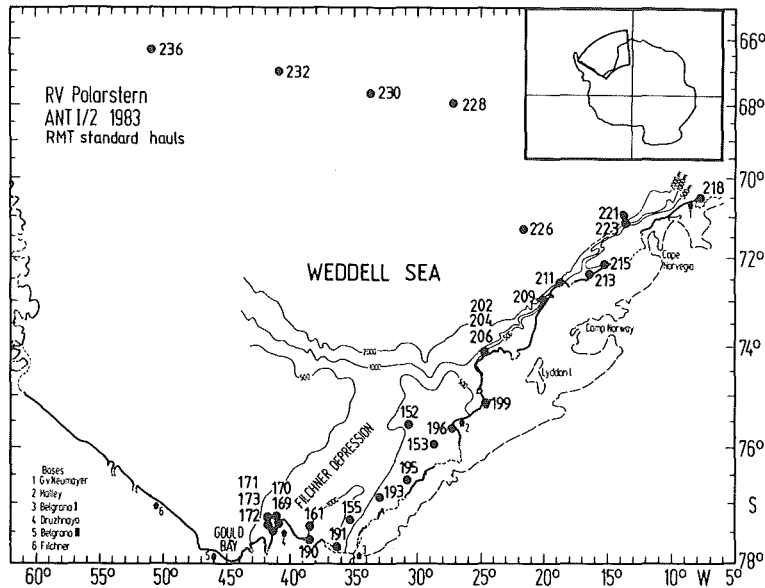 RV Polarstern
ANT I/2 1983
RMT standard hauls
236
232
230
228
226
221
223
218
215
213
211
209
202
204
206
199
196
152
153
195
193
155
161
190
191
171
173
172
170
169
WEDDELL SEA
FILCHNER DEPRESSION
GOULD BAY
Cape Norvegia
Camp Norway
Lyddan I.
2000
1000
500
Bases
1 G.v.Neumayer
2 Halley
3 Belgrano I
4 Druzhnaya
5 Belgrano II
6 Filchner
66°
68°
70°
72°
74°
76°
S
78°
60°
55°
50°
45°
40°
35°
30°
25°
20°
15°
10°
W
5°